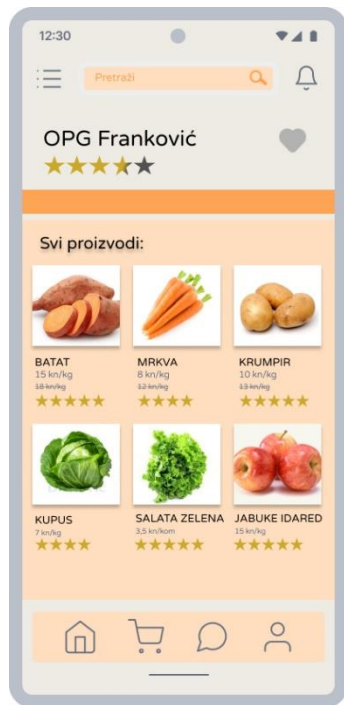 12:30
Pretraži
OPG Franković
Svi proizvodi:
BATAT
15 kn/kg
18 kn/kg
MRKVA
8 kn/kg
12 kn/kg
KRUMPIR
10 kn/kg
13 kn/kg
KUPUS
7 kn/kg
SALATA ZELENA
3,5 kn/kom
JABUKE IDARED
15 kn/kg